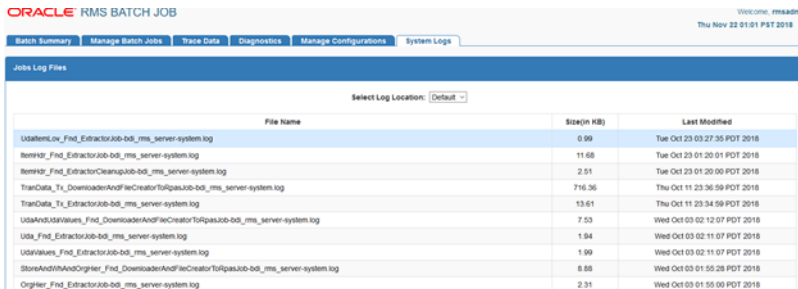 ORACLE RMS BATCH JOB
Welcome, rmsadm
Thu Nov 22 01:01 PST 2018
Batch Summary Manage Batch Jobs Trace Data Diagnostics Manage Configurations System Logs
Jobs Log Files
Select Log Location: Default
File Name Size(in KB) Last Modified
UdaItemLov_Fnd_ExtractorJob-bdi_rms_server-system.log 0.99 Tue Oct 23 03:27:35 PDT 2018
ItemHdr_Fnd_ExtractorJob-bdi_rms_server-system.log 11.68 Tue Oct 23 01:20:01 PDT 2018
ItemHdr_Fnd_ExtractorCleanupJob-bdi_rms_server-system.log 2.51 Tue Oct 23 01:20:00 PDT 2018
TranData_Tx_DownloaderAndFileCreatorToRpasJob-bdi_rms_server-system.log 716.36 Thu Oct 11 23:36:59 PDT 2018
TranData_Tx_ExtractorJob-bdi_rms_server-system.log 13.61 Thu Oct 11 23:34:59 PDT 2018
UdaAndUdaValues_Fnd_DownloaderAndFileCreatorToRpasJob-bdi_rms_server-system.log 7.53 Wed Oct 03 02:12:07 PDT 2018
Uda_Fnd_ExtractorJob-bdi_rms_server-system.log 1.94 Wed Oct 03 02:11:07 PDT 2018
UdaValues_Fnd_ExtractorJob-bdi_rms_server-system.log 1.99 Wed Oct 03 02:11:07 PDT 2018
StoreAndWhAndOrgHier_Fnd_DownloaderAndFileCreatorToRpasJob-bdi_rms_server-system.log 8.88 Wed Oct 03 01:55:28 PDT 2018
OrgHier_Fnd_ExtractorJob-bdi_rms_server-system.log 2.31 Wed Oct 03 01:55:00 PDT 2018